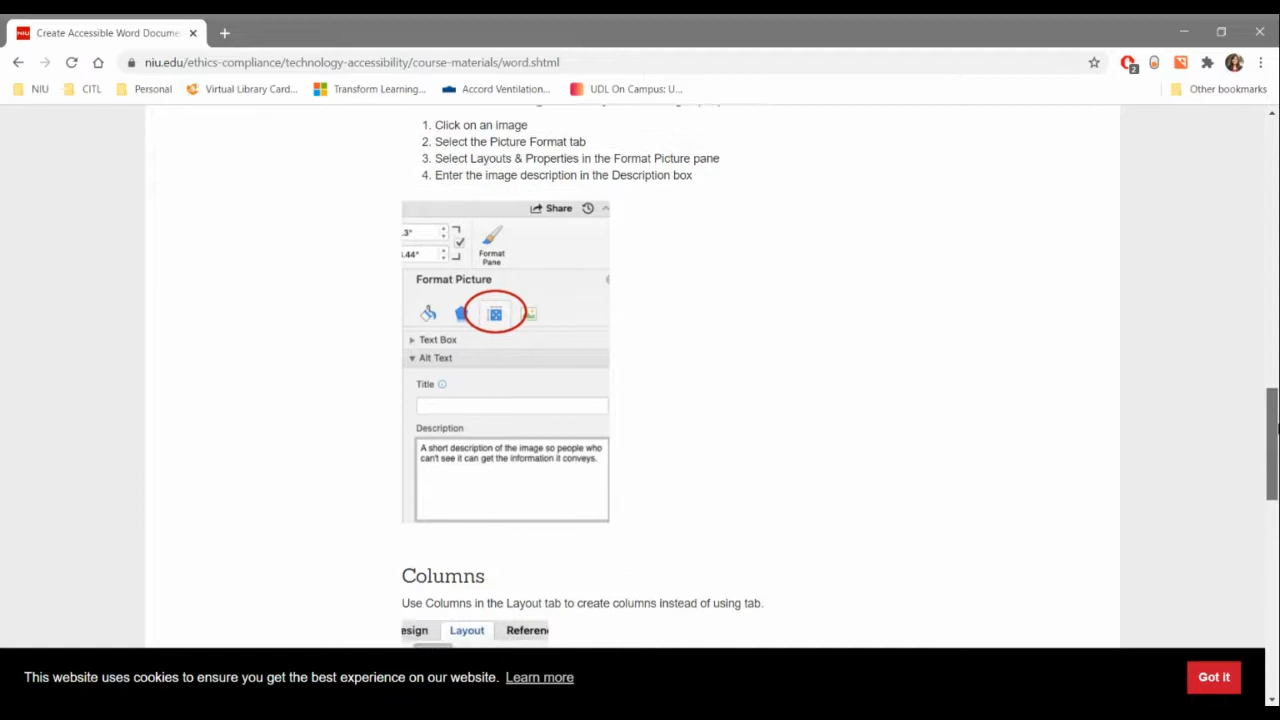 NIU Create Accessible Word Docume
niu.edu/ethics-compliance/technology-accessibility/course-materials/word.shtml
2
NIU CITL Personal Virtual Library Card... Transform Learning... Accord Ventilation... UDL On Campus: U... Other bookmarks
1. Click on an image
2. Select the Picture Format tab
3. Select Layouts & Properties in the Format Picture pane
4. Enter the image description in the Description box
Share
.3"
.44"
Format
Pane
Format Picture
Text Box
Alt Text
Title
Description
A short description of the image so people who
can't see it can get the information it conveys.
Columns
Use Columns in the Layout tab to create columns instead of using tab.
esign Layout Referen
This website uses cookies to ensure you get the best experience on our website. Learn more
Got it